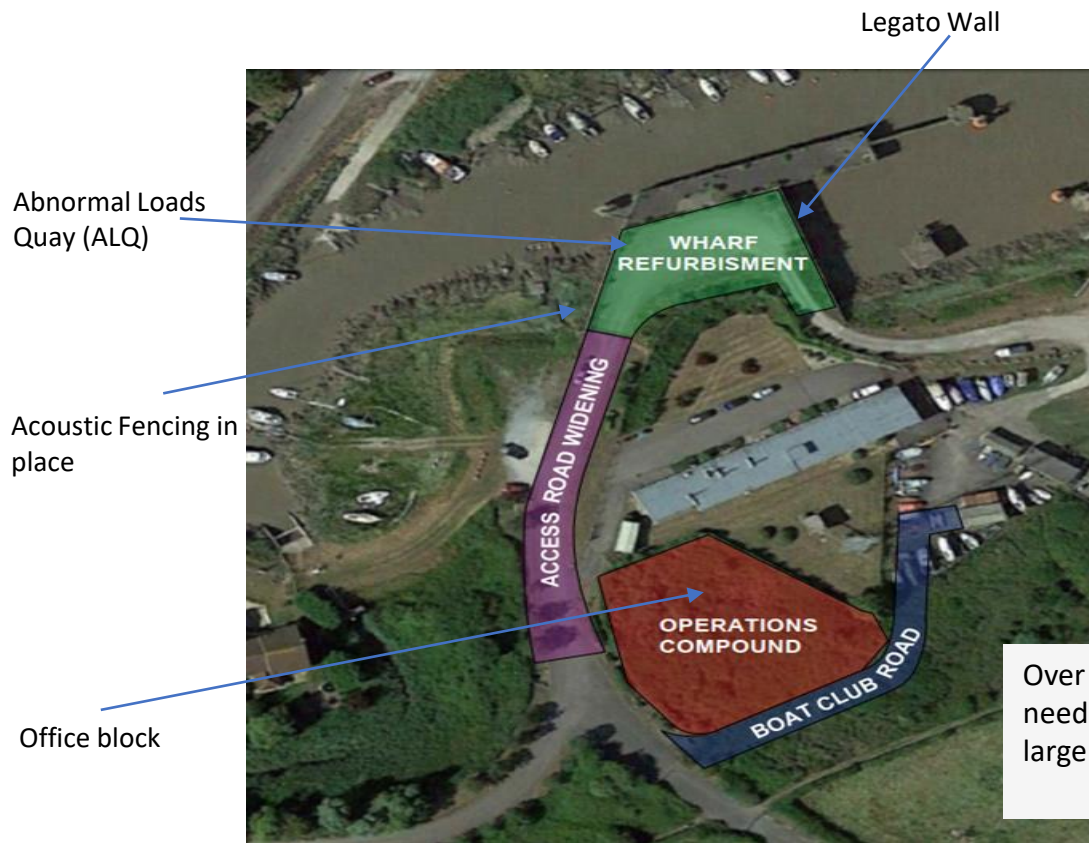 Legato Wall
Abnormal Loads
Quay (ALQ)
WHARF
REFURBISMENT
ACCESS ROAD WIDENING
Acoustic Fencing in
place
OPERATIONS
COMPOUND
BOAT CLUB ROAD
Office block
Over
need
large